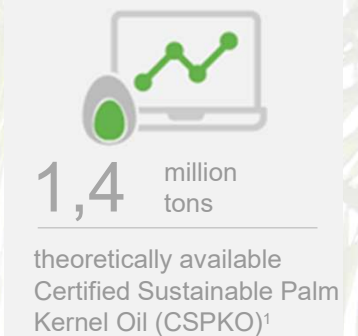 1,4 million
tons
theoretically available
Certified Sustainable Palm
Kernel Oil (CSPKO)¹